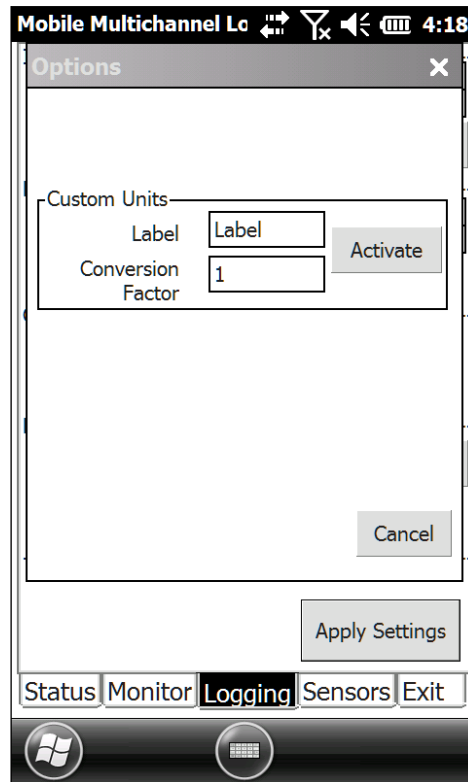 Mobile Multichannel Lo 4:18
Options
Custom Units
Label Label
Activate
Conversion
Factor 1
Cancel
Apply Settings
Status Monitor Logging Sensors Exit